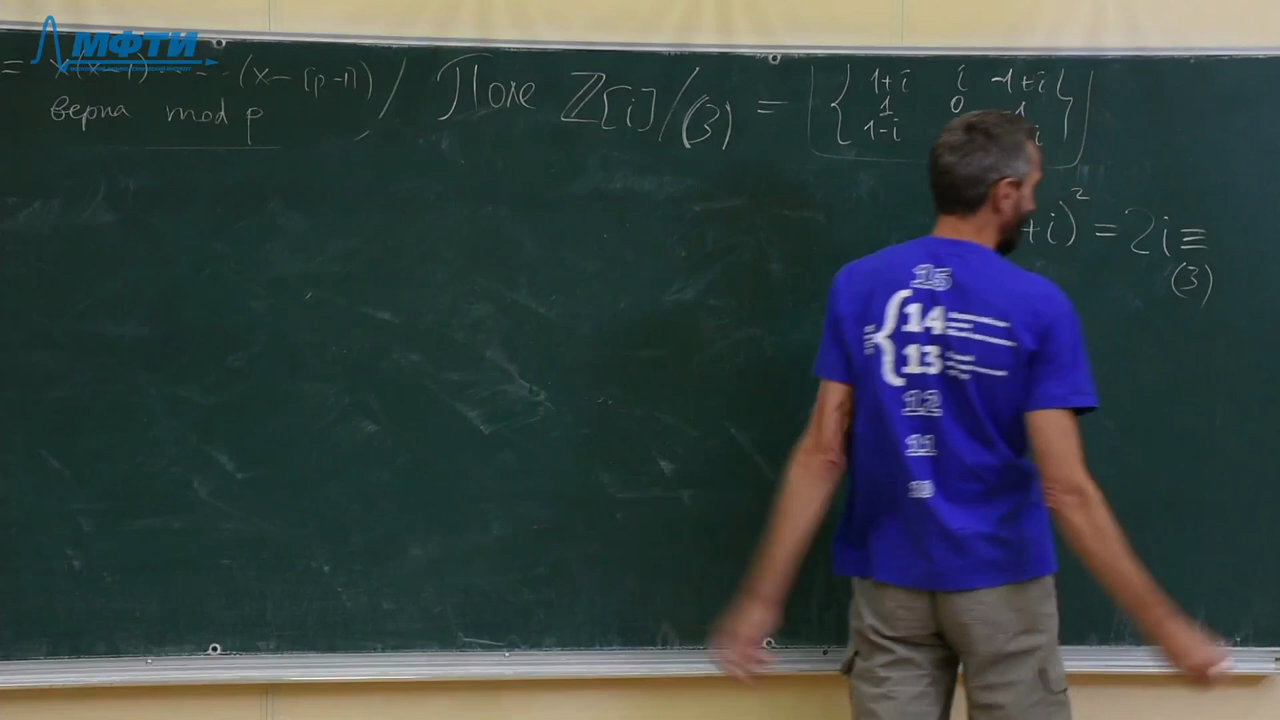 МФТИ
= x(x-1) ... (x-[p-1])
верна mod p
Поле ℤ[i]/(3) = { 1+i i -1+i
1 0 -1
1-i i }
+i)² = 2i ≡
(3)
15
14
13
12
11
10